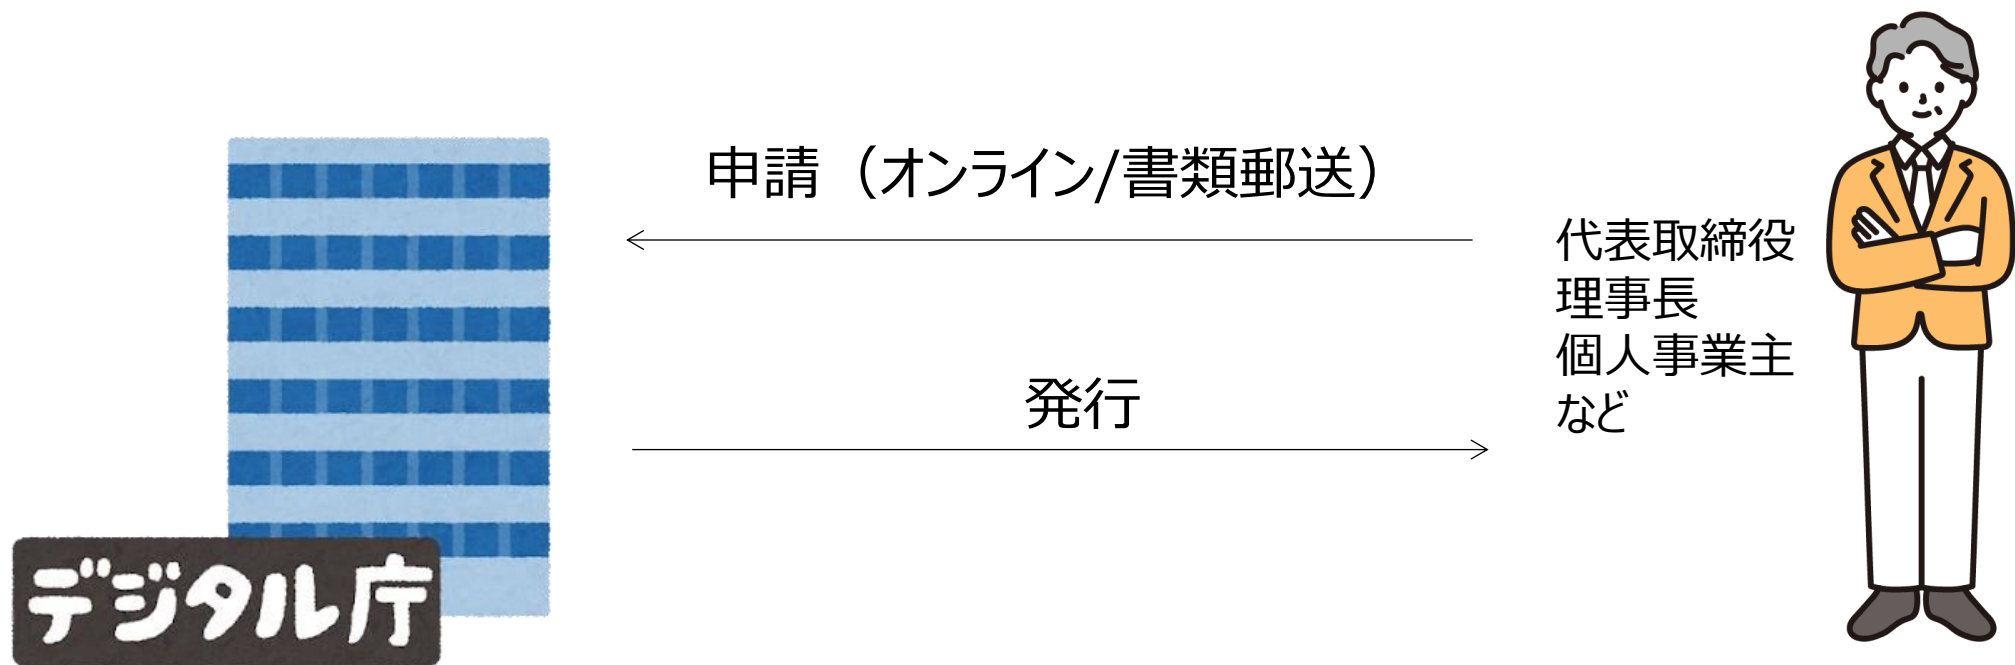 申請（オンライン/書類郵送）
代表取締役
理事長
個人事業主
など
発行
デジタル庁